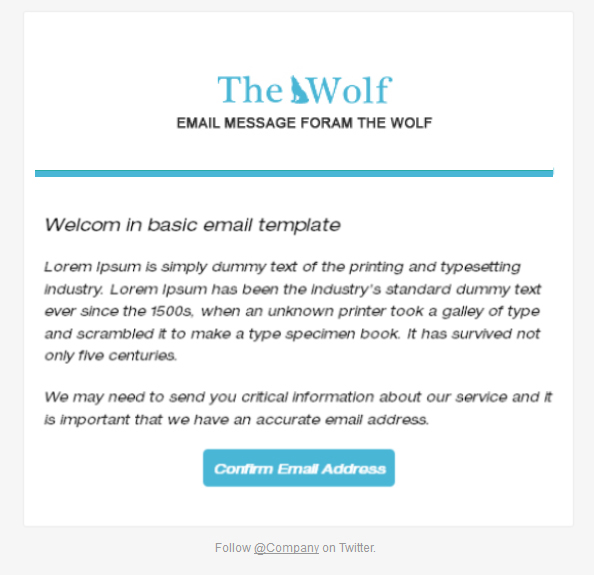 The Wolf
EMAIL MESSAGE FORAM THE WOLF
Welcom in basic email template
Lorem Ipsum is simply dummy text of the printing and typesetting
industry. Lorem Ipsum has been the industry's standard dummy text
ever since the 1500s, when an unknown printer took a galley of type
and scrambled it to make a type specimen book. It has survived not
only five centuries.
We may need to send you critical information about our service and it
is important that we have an accurate email address.
Confirm Email Address
Follow @Company on Twitter.